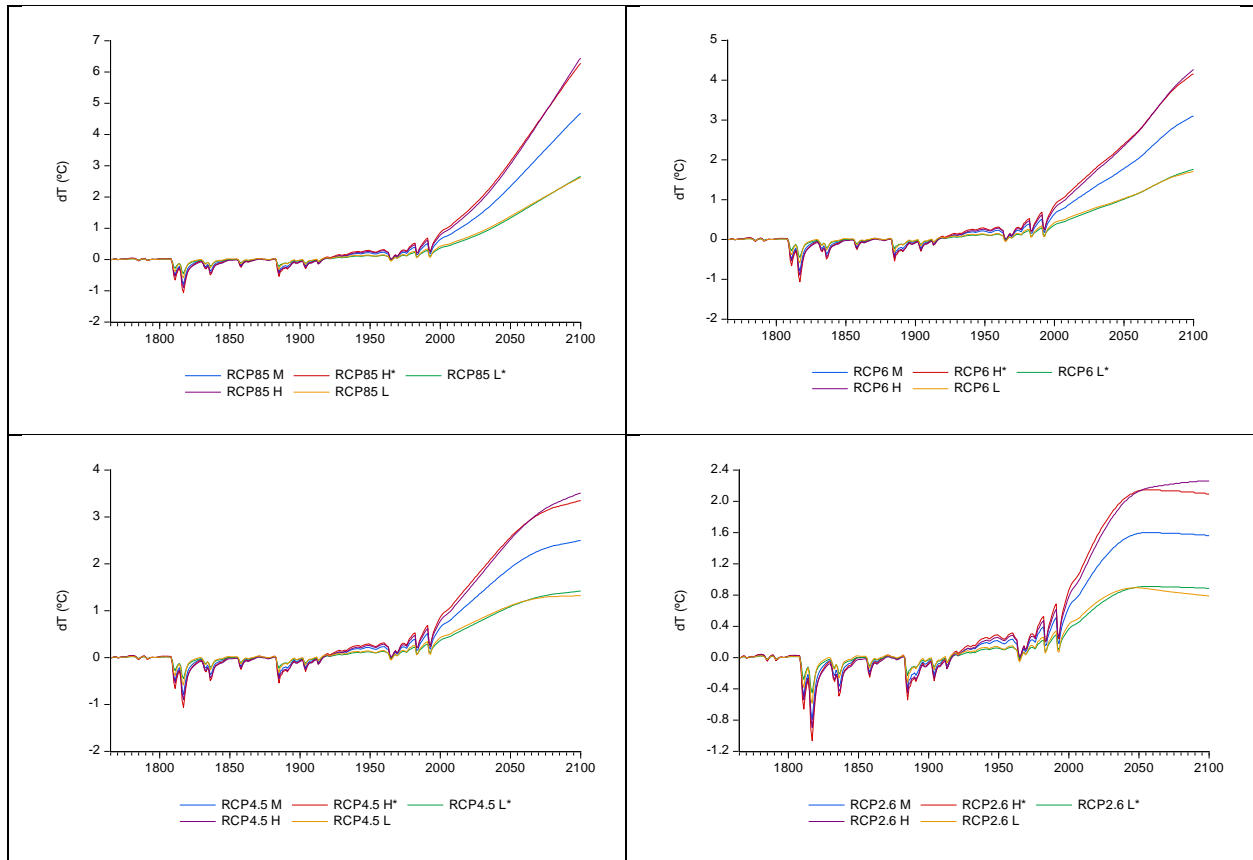 7
6
5
4
3
2
1
0
-1
-2
dT (ºC)
1800 1850 1900 1950 2000 2050 2100
RCP85 M RCP85 H* RCP85 L*
RCP85 H RCP85 L
5
4
3
2
1
0
-1
-2
dT (ºC)
1800 1850 1900 1950 2000 2050 2100
RCP6 M RCP6 H* RCP6 L*
RCP6 H RCP6 L
4
3
2
1
0
-1
-2
dT (ºC)
1800 1850 1900 1950 2000 2050 2100
RCP4.5 M RCP4.5 H* RCP4.5 L*
RCP4.5 H RCP4.5 L
2.4
2.0
1.6
1.2
0.8
0.4
0.0
-0.4
-0.8
-1.2
dT (ºC)
1800 1850 1900 1950 2000 2050 2100
RCP2.6 M RCP2.6 H* RCP2.6 L*
RCP2.6 H RCP2.6 L